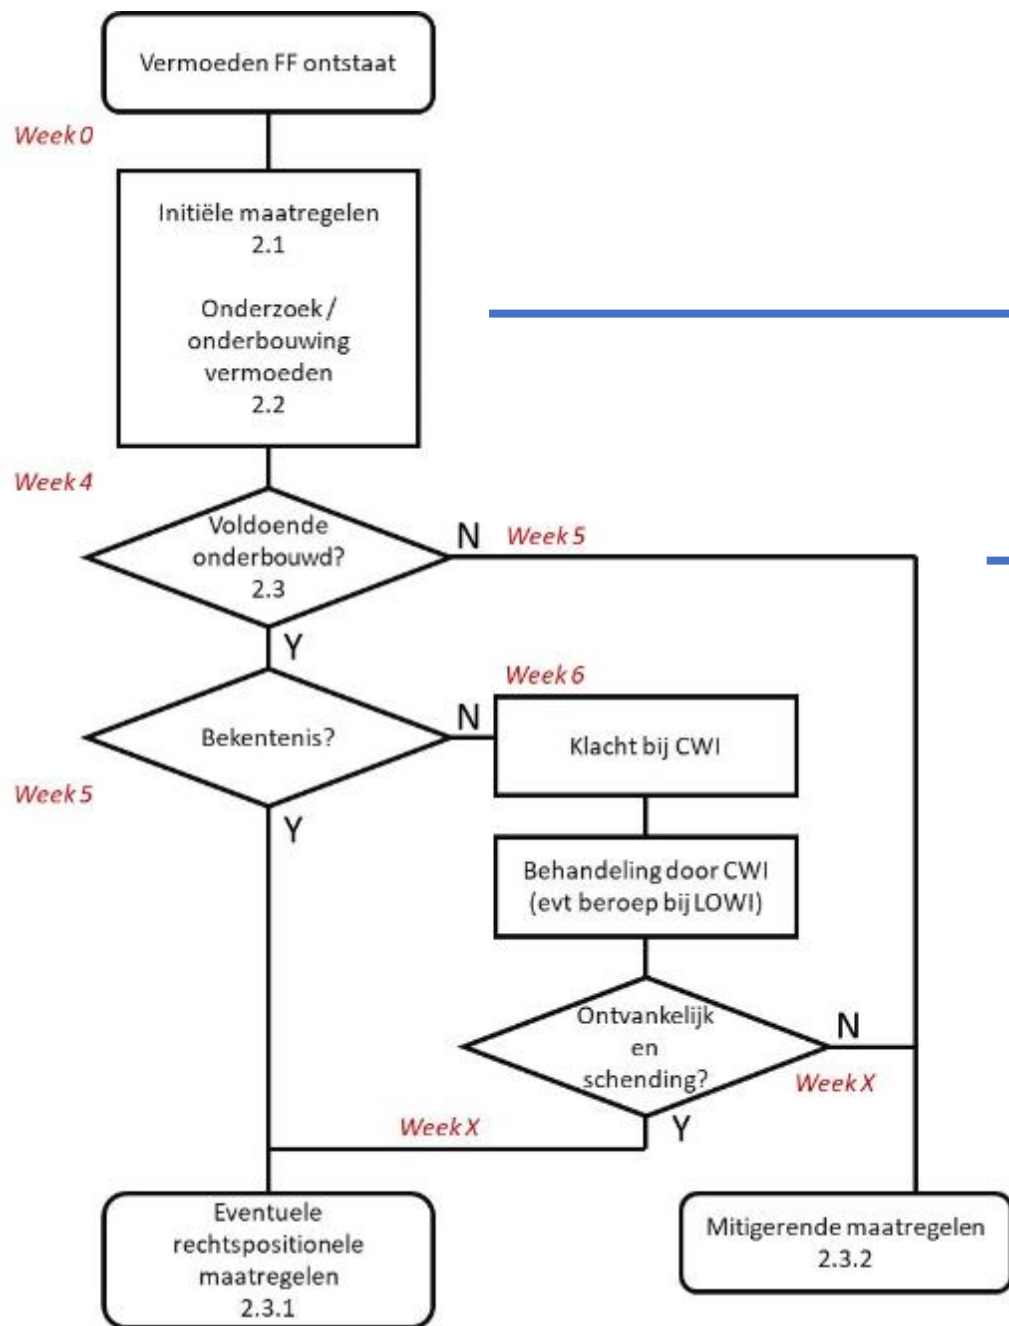 Vermoeden FF ontstaat
Week 0
Initiële maatregelen
2.1
Onderzoek /
onderbouwing
vermoeden
2.2
Week 4
Voldoende
onderbouwd?
2.3
N
Week 5
Y
Week 6
Bekentenis?
N
Klacht bij CWI
Week 5
Y
Behandeling door CWI
(evt beroep bij LOWI)
Ontvankelijk
en
schending?
N
Week X
Y
Week X
Eventuele
rechtspositionele
maatregelen
2.3.1
Mitigerende maatregelen
2.3.2